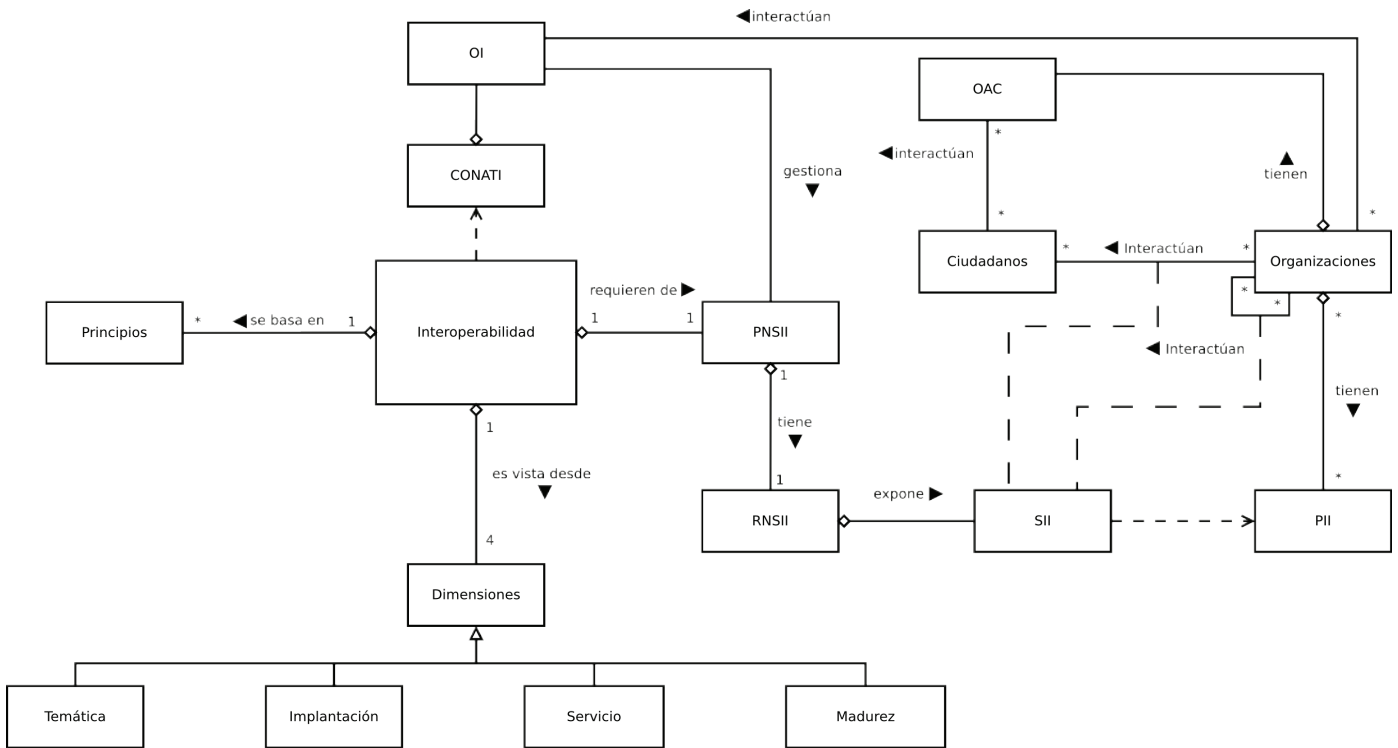 ◀interactúan
OI
OAC
*
◀interactúan
CONATI
gestiona
▼
▲
tienen
*
*
Ciudadanos
*
◀ Interactúan
*
Organizaciones
*
*
requieren de ▶
*
◀ se basa en
1
1
1
Principios
Interoperabilidad
PNSII
*
◀ Interactúan
1
1
tienen
▼
tiene
▼
es vista desde
▼
1
*
expone ▶
RNSII
SII
PII
4
Dimensiones
Temática
Implantación
Servicio
Madurez